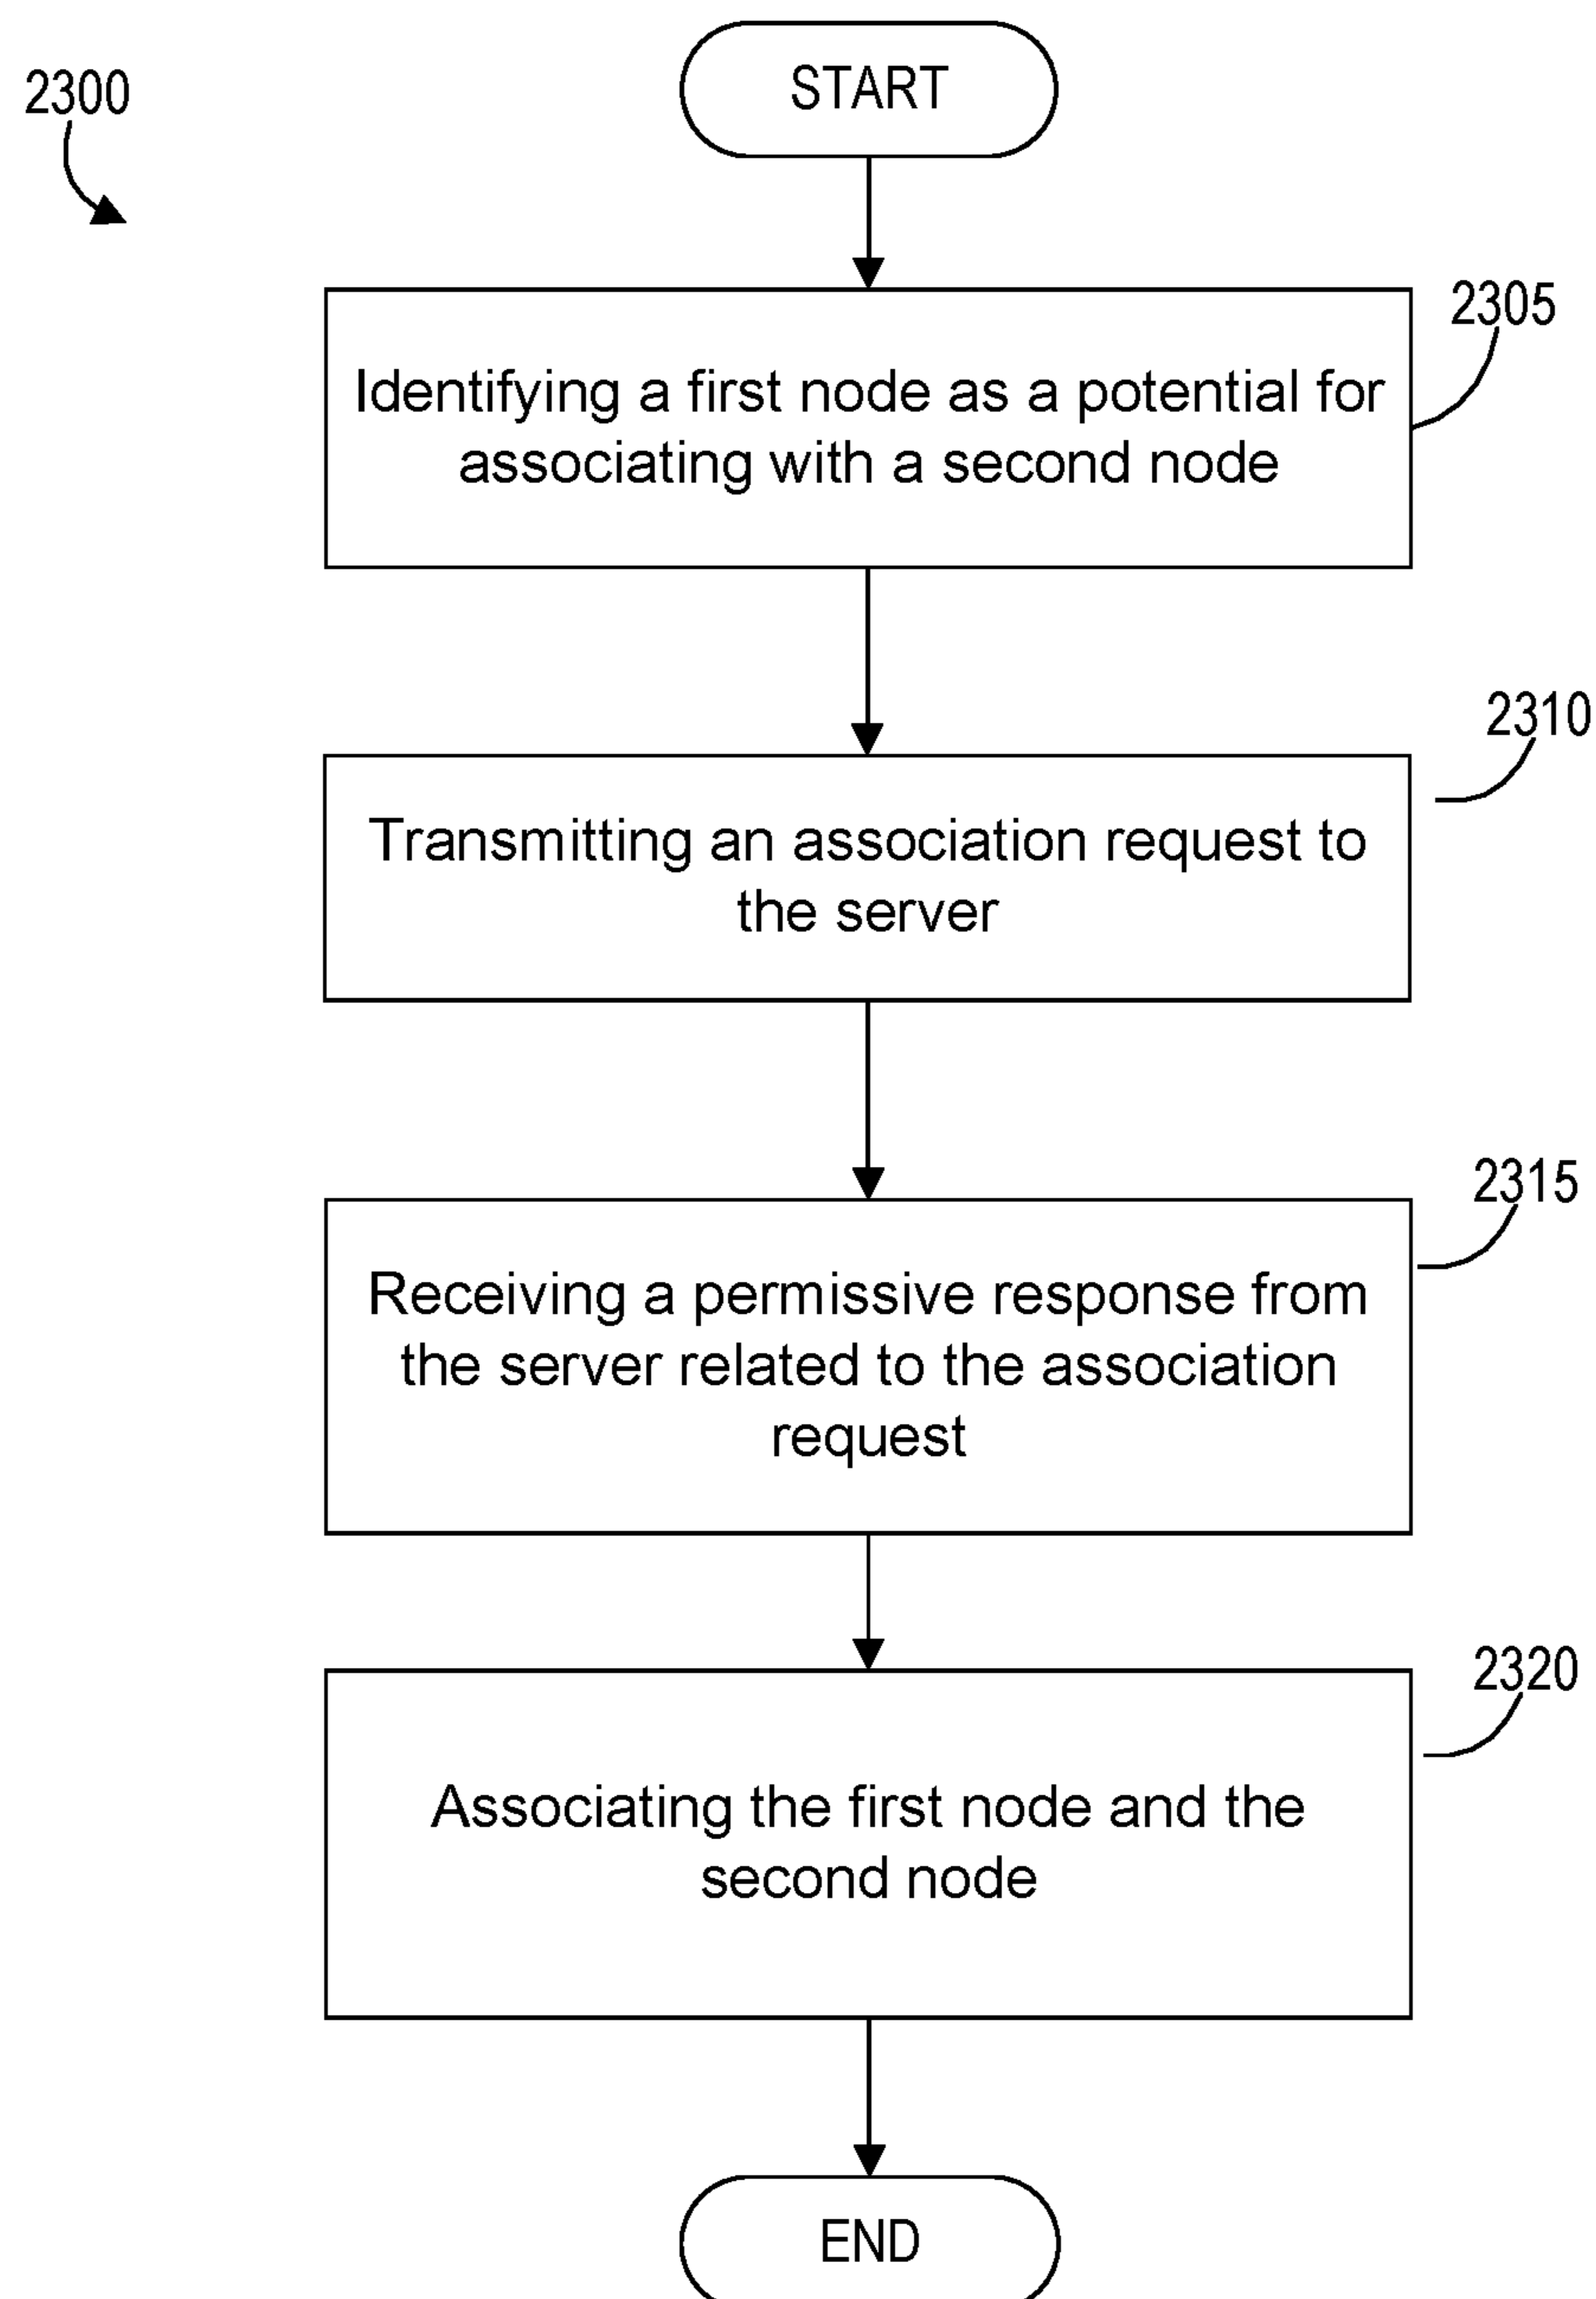 START
2300
2305
Identifying a first node as a potential for
associating with a second node
2310
Transmitting an association request to
the server
2315
Receiving a permissive response from
the server related to the association
request
2320
Associating the first node and the
second node
END